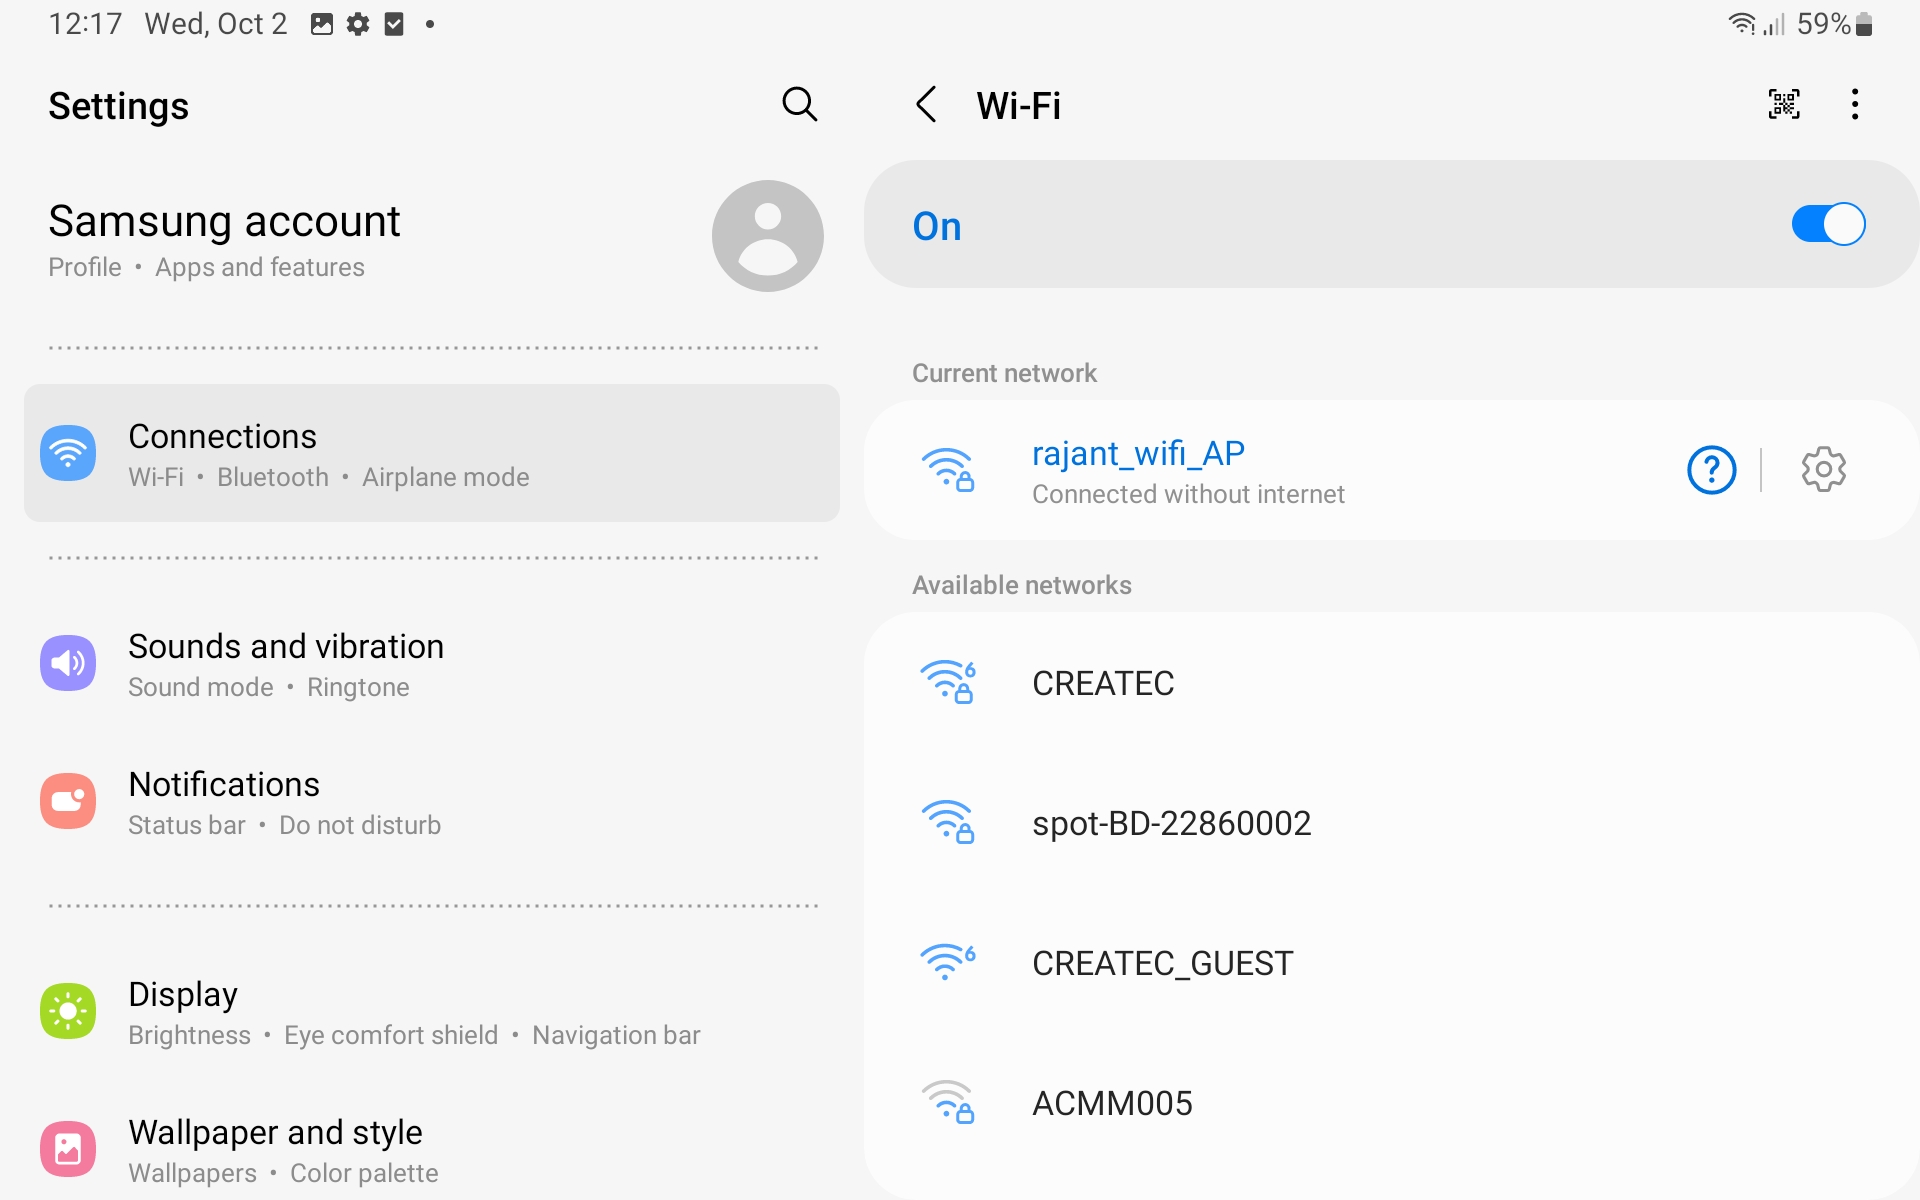 12:17 Wed, Oct 2
59%
Settings
Samsung account
Profile • Apps and features
Connections
Wi-Fi • Bluetooth • Airplane mode
Sounds and vibration
Sound mode • Ringtone
Notifications
Status bar • Do not disturb
Display
Brightness • Eye comfort shield • Navigation bar
Wallpaper and style
Wallpapers • Color palette
Wi-Fi
On
Current network
rajant_wifi_AP
Connected without internet
?
Available networks
6
CREATEC
spot-BD-22860002
6
CREATEC_GUEST
ACMM005